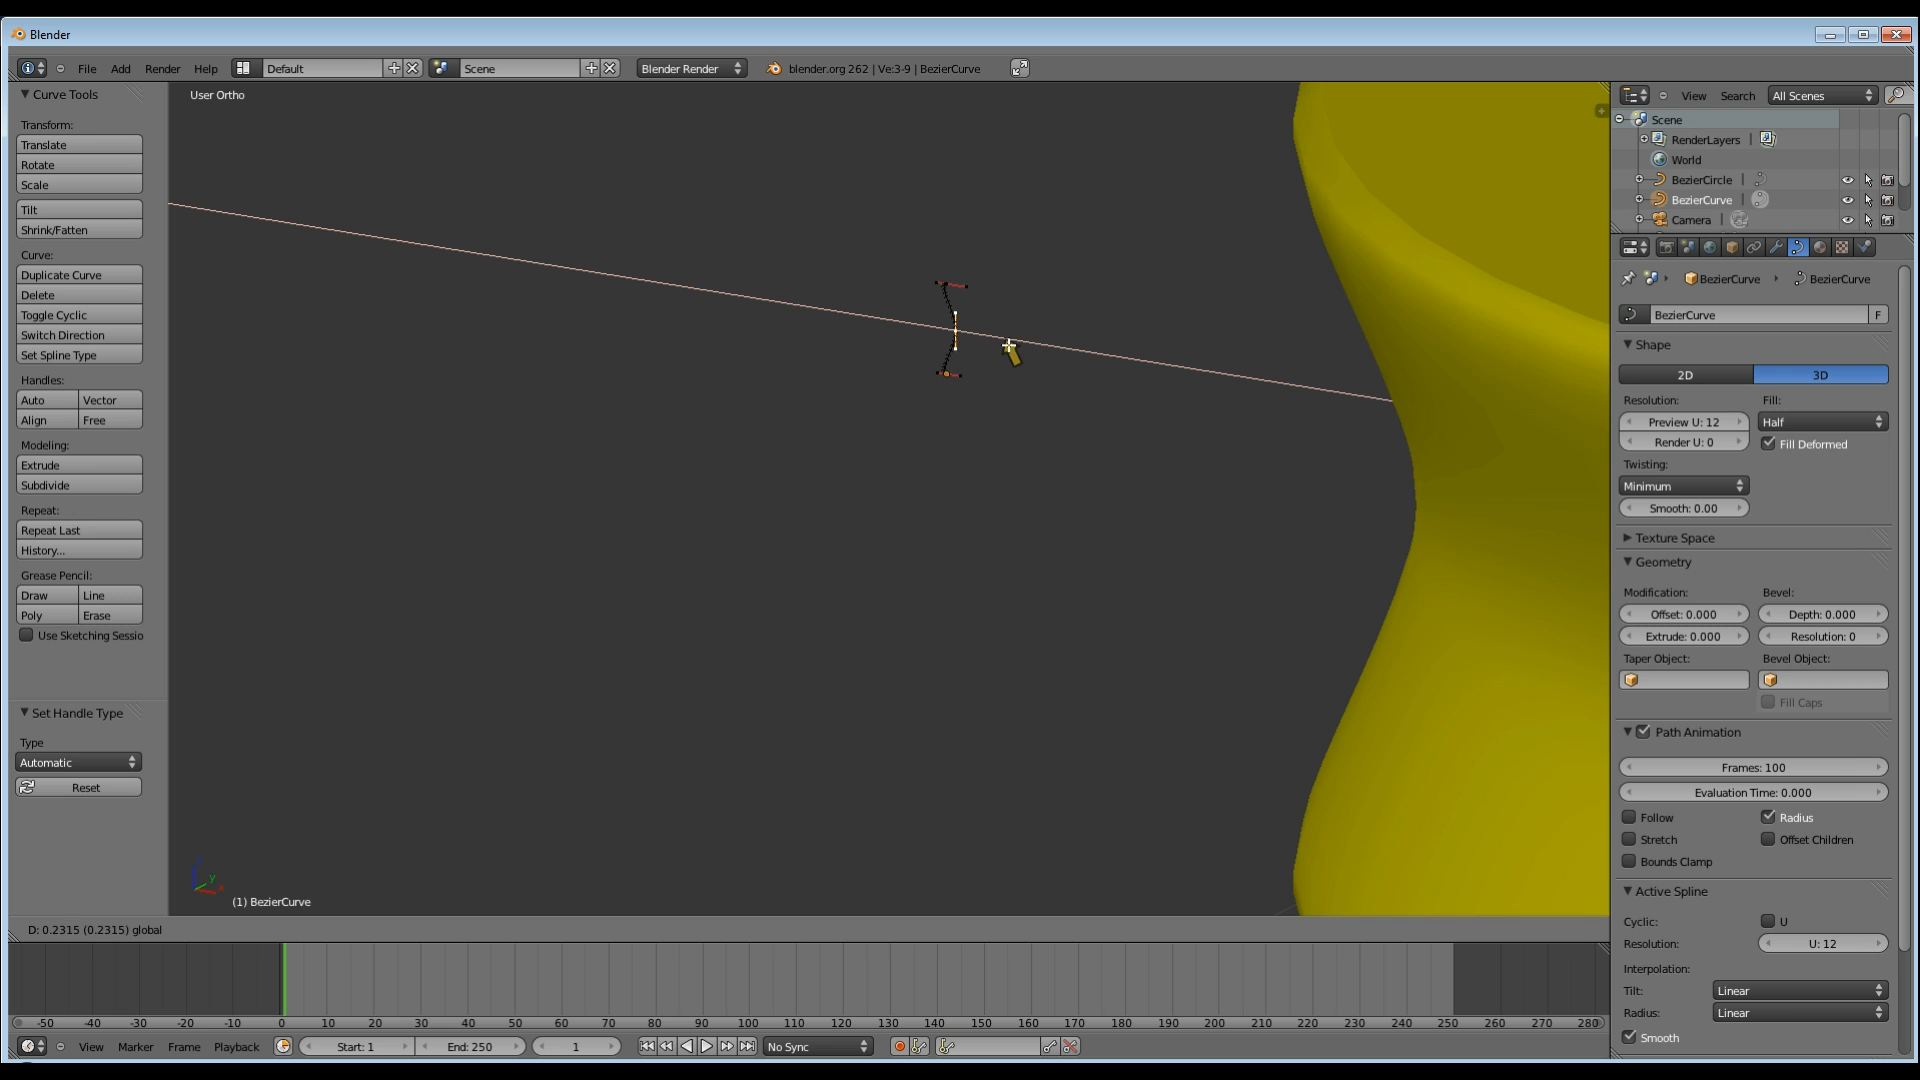 Blender
File Add Render Help Default Scene Blender Render blender.org 262 | Ve:3-9 | BezierCurve
Curve Tools
Transform:
Translate
Rotate
Scale
Tilt
Shrink/Fatten
Curve:
Duplicate Curve
Delete
Toggle Cyclic
Switch Direction
Set Spline Type
Handles:
Auto Vector
Align Free
Modeling:
Extrude
Subdivide
Repeat:
Repeat Last
History...
Grease Pencil:
Draw Line
Poly Erase
Use Sketching Sessio
Set Handle Type
Type
Automatic
Reset
User Ortho
y
(1) BezierCurve
D: 0.2315 (0.2315) global
-50 -40 -30 -20 -10 0 10 20 30 40 50 60 70 80 90 100 110 120 130 140 150 160 170 180 190 200 210 220 230 240 250 260 270 280
View Marker Frame Playback Start: 1 End: 250 1 No Sync
View Search All Scenes
Scene
RenderLayers |
World
BezierCircle |
BezierCurve |
Camera |
BezierCurve BezierCurve
BezierCurve F
Shape
2D 3D
Resolution: Fill:
Preview U: 12 Half
Render U: 0 Fill Deformed
Twisting:
Minimum
Smooth: 0.00
Texture Space
Geometry
Modification: Bevel:
Offset: 0.000 Depth: 0.000
Extrude: 0.000 Resolution: 0
Taper Object: Bevel Object:
Fill Caps
Path Animation
Frames: 100
Evaluation Time: 0.000
Follow Radius
Stretch Offset Children
Bounds Clamp
Active Spline
Cyclic: U
Resolution: U: 12
Interpolation:
Tilt: Linear
Radius: Linear
Smooth